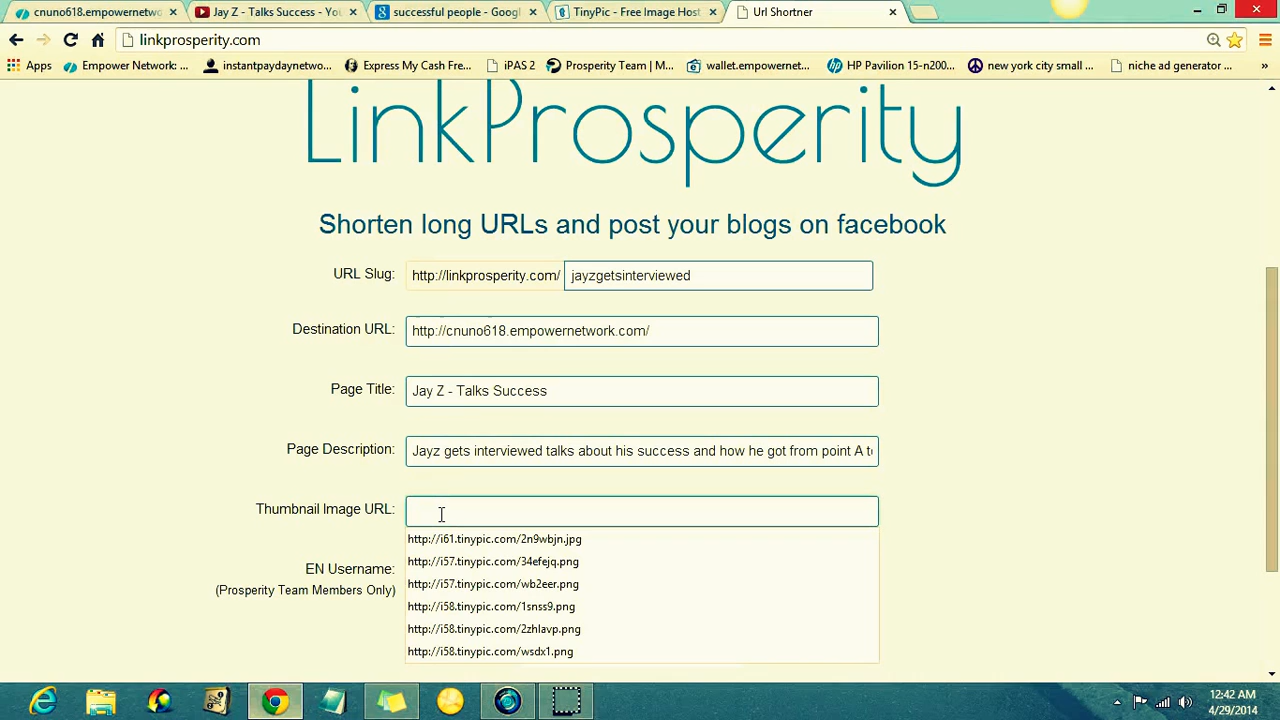 cnuno618.empowernetwork.c
Jay Z - Talks Success - You
successful people - Googl
TinyPic - Free Image Host
Url Shortner
linkprosperity.com
Apps
Empower Network: ...
instantpaydaynetwo...
Express My Cash Fre...
iPAS 2
Prosperity Team | M...
wallet.empowernet...
HP Pavilion 15-n200...
new york city small ...
niche ad generator ...
»
LinkProsperity
Shorten long URLs and post your blogs on facebook
URL Slug: http://linkprosperity.com/ jayzgetsinterviewed
Destination URL: http://cnuno618.empowernetwork.com/
Page Title: Jay Z - Talks Success
Page Description: Jayz gets interviewed talks about his success and how he got from point A t
Thumbnail Image URL:
http://i61.tinypic.com/2n9wbjn.jpg
http://i57.tinypic.com/34efejq.png
EN Username:
http://i57.tinypic.com/wb2eer.png
(Prosperity Team Members Only)
http://i58.tinypic.com/1snss9.png
http://i58.tinypic.com/2zhlavp.png
http://i58.tinypic.com/wsdx1.png
12:42 AM
4/29/2014